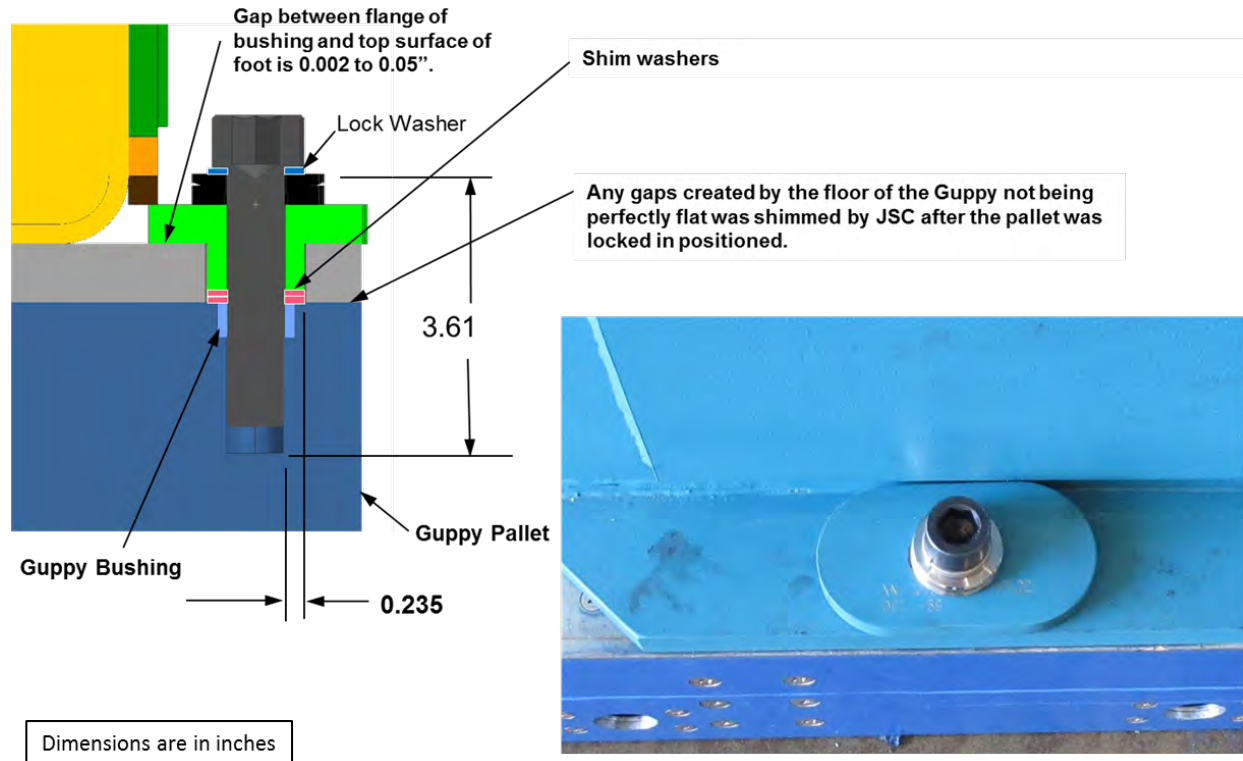 Gap between flange of
bushing and top surface of
foot is 0.002 to 0.05”.
Shim washers
Lock Washer
Any gaps created by the floor of the Guppy not being
perfectly flat was shimmed by JSC after the pallet was
locked in positioned.
3.61
Guppy Pallet
Guppy Bushing
0.235
Dimensions are in inches